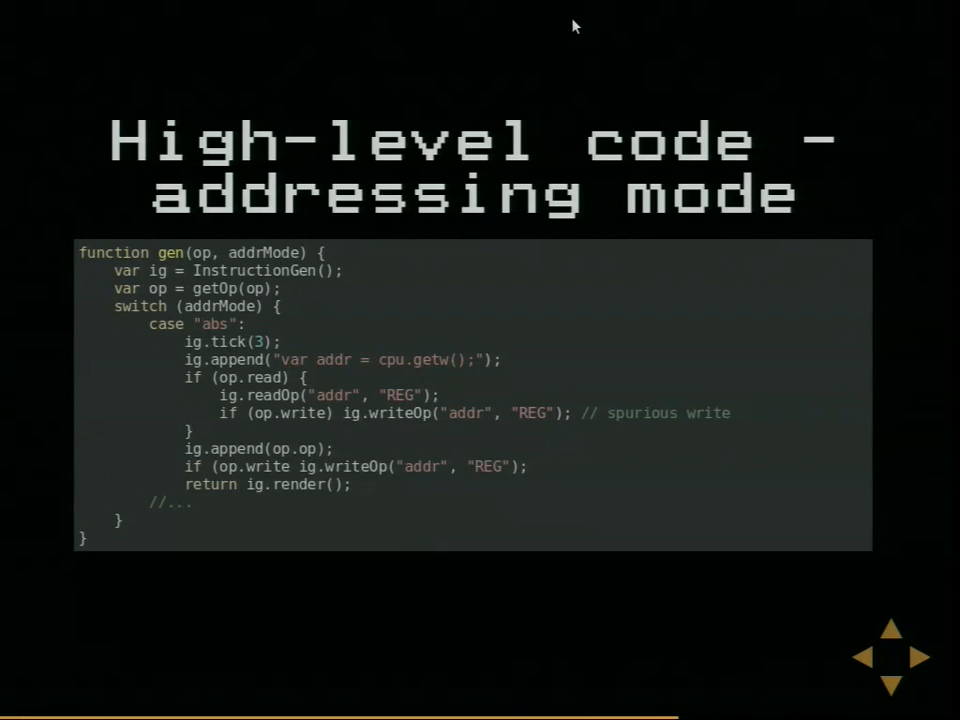 High-level code -
addressing mode
function gen(op, addrMode) {
    var ig = InstructionGen();
    var op = getOp(op);
    switch (addrMode) {
        case "abs":
            ig.tick(3);
            ig.append("var addr = cpu.getw();");
            if (op.read) {
                ig.readOp("addr", "REG");
                if (op.write) ig.writeOp("addr", "REG"); // spurious write
            }
            ig.append(op.op);
            if (op.write ig.writeOp("addr", "REG");
            return ig.render();
        //...
    }
}